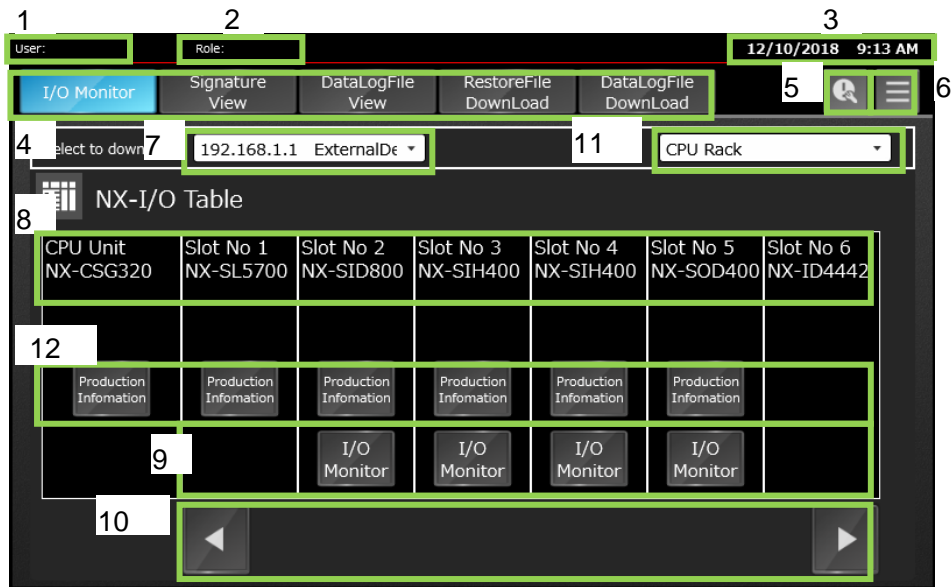 1 2 3
User: Role: 12/10/2018 9:13 AM
I/O Monitor Signature View DataLogFile View RestoreFile DownLoad DataLogFile DownLoad 5 6
4 elect to down 7 192.168.1.1 ExternalDe 11 CPU Rack
NX-I/O Table
8
CPU Unit Slot No 1 Slot No 2 Slot No 3 Slot No 4 Slot No 5 Slot No 6
NX-CSG320 NX-SL5700 NX-SID800 NX-SIH400 NX-SIH400 NX-SOD400 NX-ID4442
12
Production Production Production Production Production Production
Infomation Infomation Infomation Infomation Infomation Infomation
9
I/O I/O I/O I/O
Monitor Monitor Monitor Monitor
10